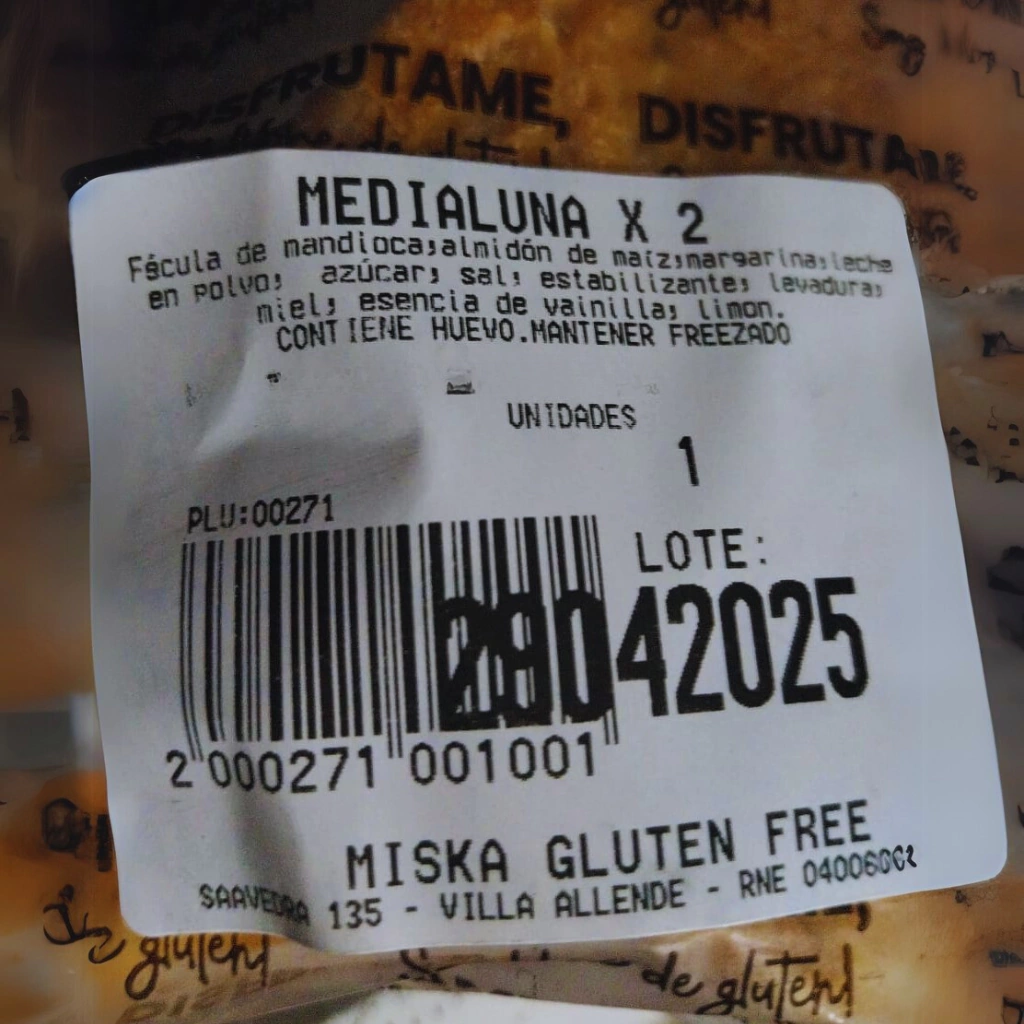 DISFRUTAME,
DISFRUTAME,
MEDIALUNA X 2
Fécula de mandioca,almidón de maíz,margarina,leche
en polvo, azúcar, sal, estabilizante, levadura,
miel, esencia de vainilla, limon.
CONTIENE HUEVO.MANTENER FREEZADO
UNIDADES
1
PLU:00271
LOTE:
042025
2 000271 001001
MISKA GLUTEN FREE
SAAVEDRA 135 - VILLA ALLENDE - RNE
gluten!
de gluten!